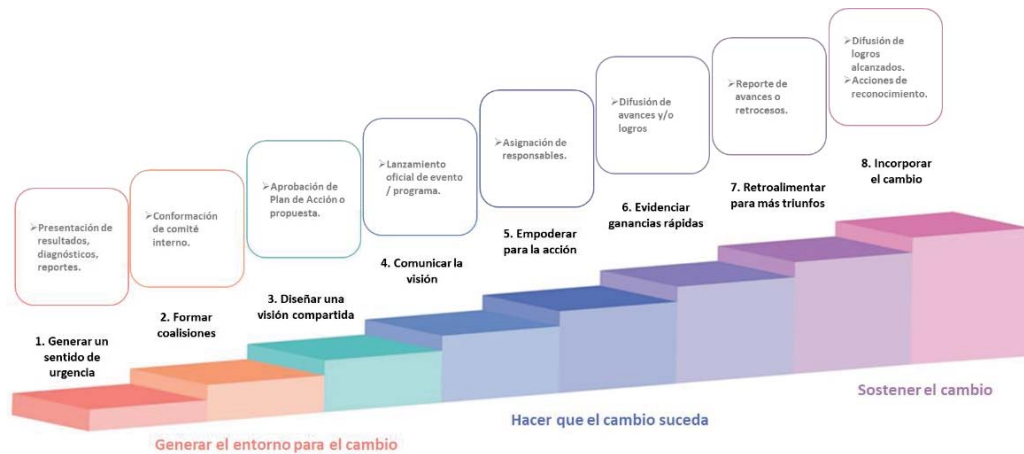 ➢Presentación de
resultados,
diagnósticos,
reportes.
1. Generar un
sentido de
urgencia
➢Conformación
de comité
interno.
2. Formar
coalisiones
➢Aprobación de
Plan de Acción o
propuesta.
3. Diseñar una
visión compartida
➢Lanzamiento
oficial de evento
/ programa.
4. Comunicar la
visión
➢Asignación de
responsables.
5. Empoderar
para la acción
➢Difusión de
avances y/o
logros
6. Evidenciar
ganancias rápidas
➢Reporte de
avances o
retrocesos.
7. Retroalimentar
para más triunfos
➢Difusión de
logros
alcanzados.
➢Acciones de
reconocimiento.
8. Incorporar
el cambio
Generar el entorno para el cambio
Hacer que el cambio suceda
Sostener el cambio